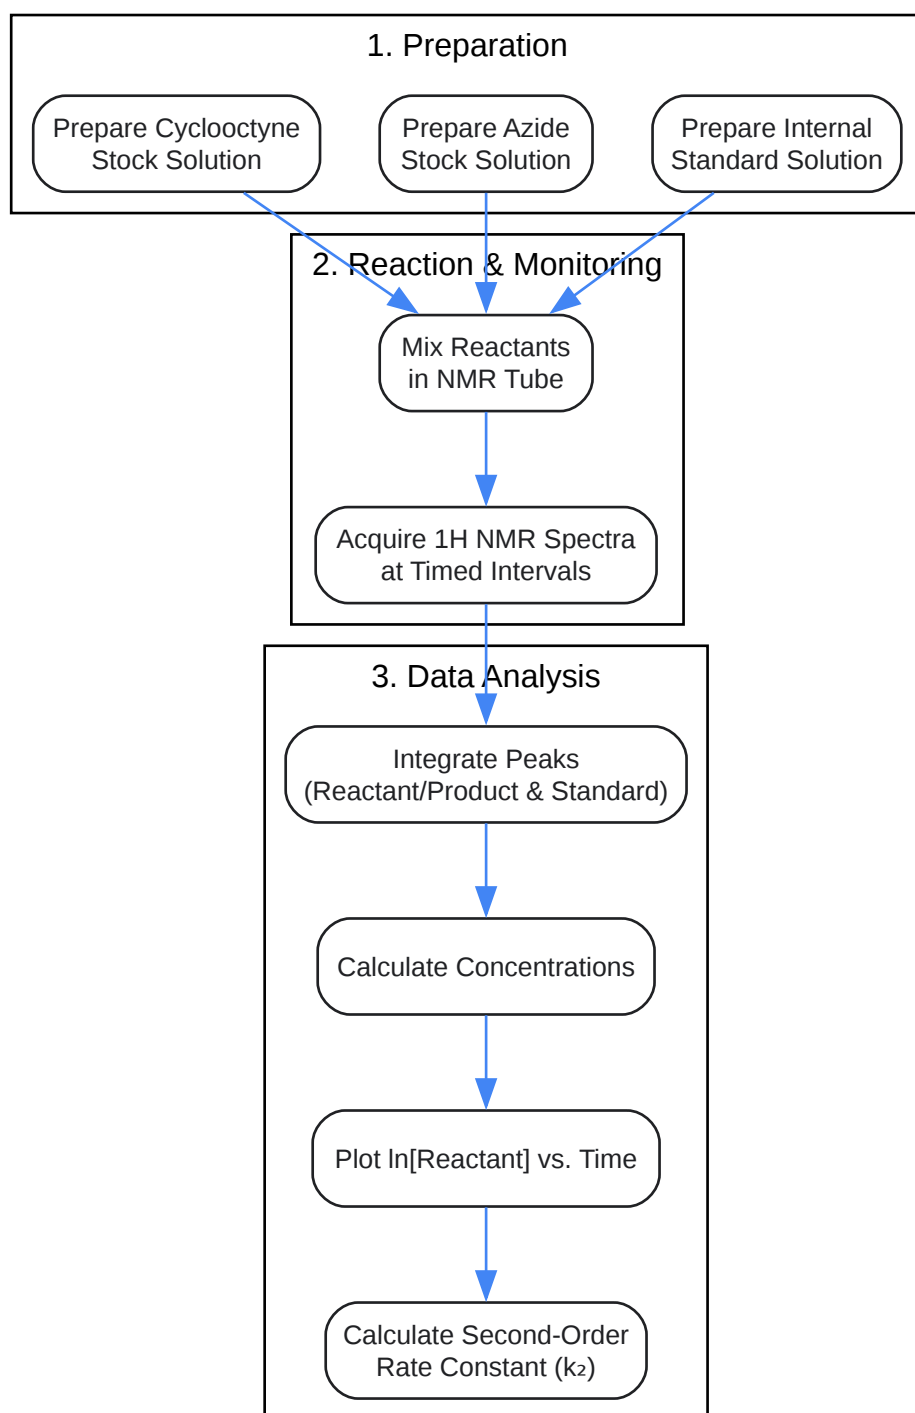 1. Preparation
Prepare Cyclooctyne
Stock Solution
Prepare Azide
Stock Solution
Prepare Internal
Standard Solution
2. Reaction & Monitoring
Mix Reactants
in NMR Tube
Acquire 1H NMR Spectra
at Timed Intervals
3. Data Analysis
Integrate Peaks
(Reactant/Product & Standard)
Calculate Concentrations
Plot ln[Reactant] vs. Time
Calculate Second-Order
Rate Constant (k₂)